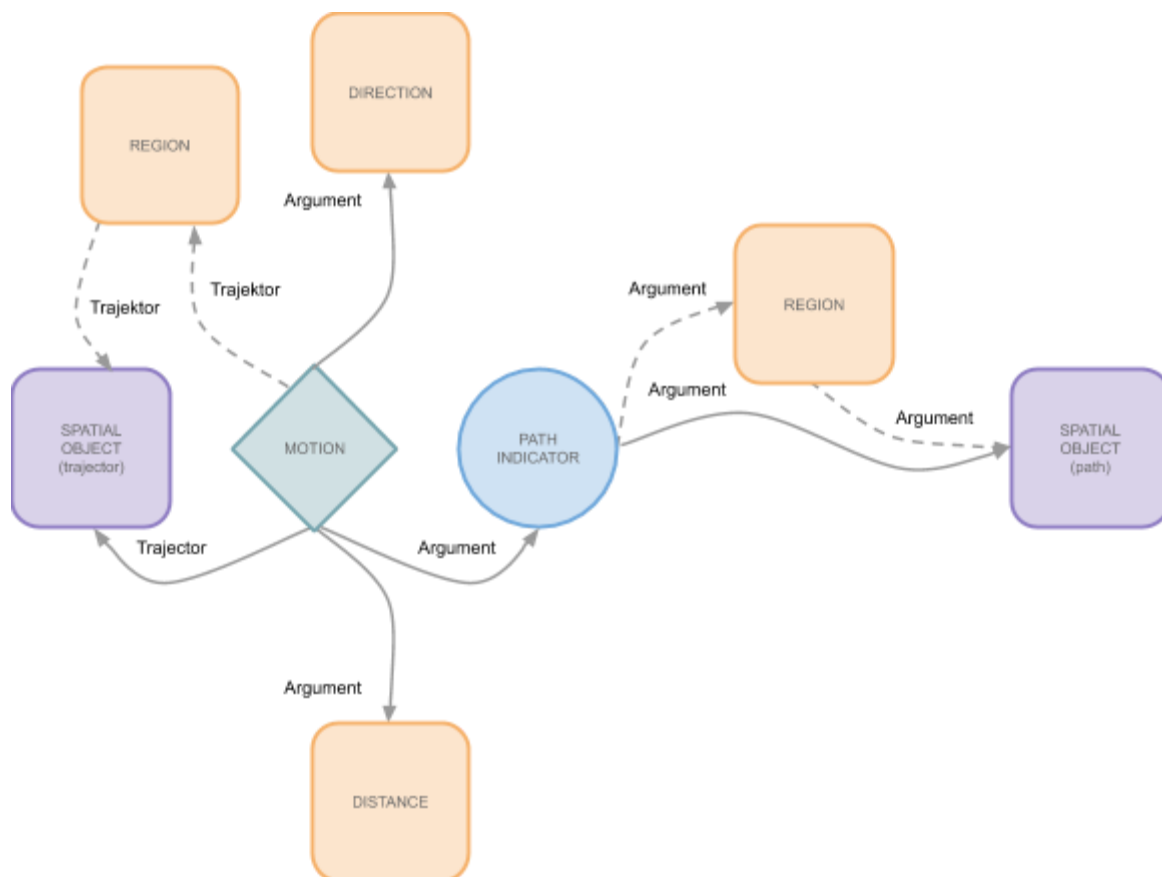 DIRECTION
REGION
Argument
Trajektor
Trajektor
Argument
REGION
Argument
Argument
SPATIAL
OBJECT
(trajector)
MOTION
PATH
INDICATOR
SPATIAL
OBJECT
(path)
Trajector
Argument
Argument
DISTANCE